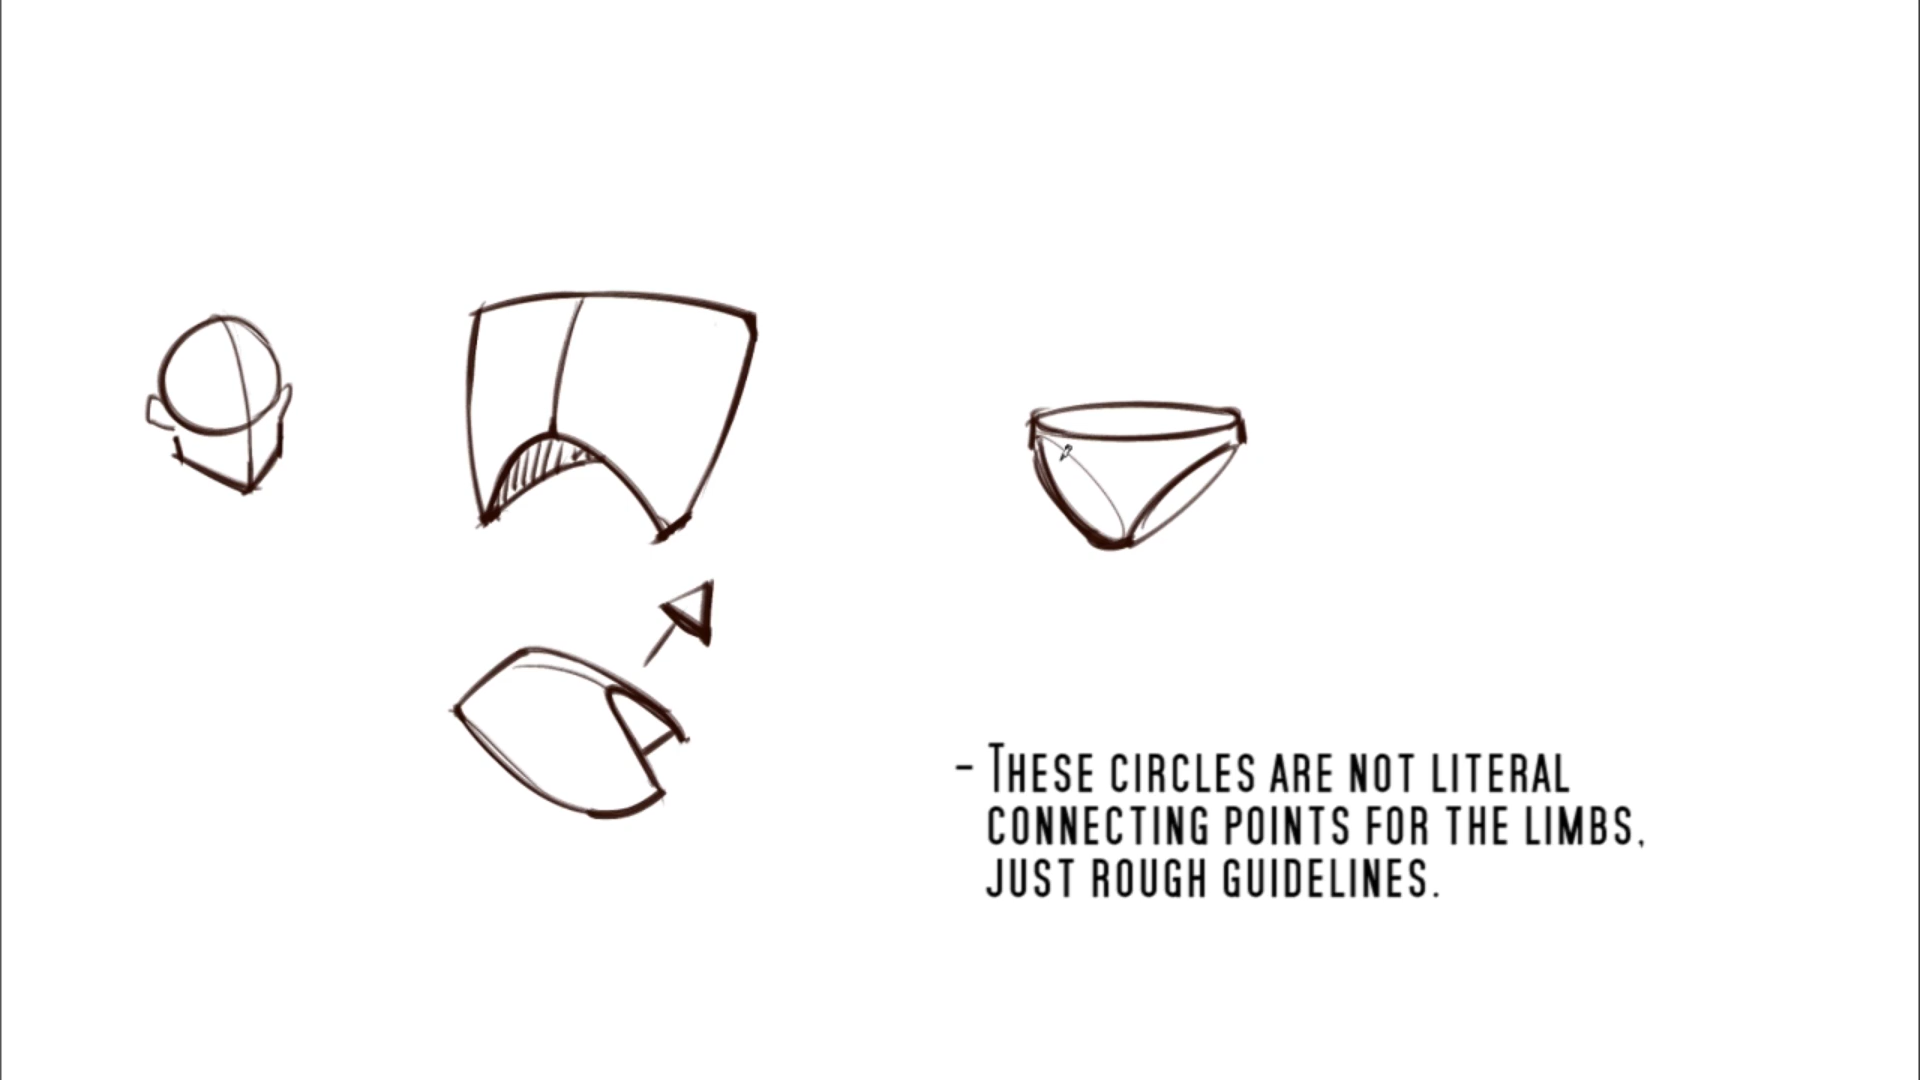 - These circles are not literal
connecting points for the limbs,
just rough guidelines.